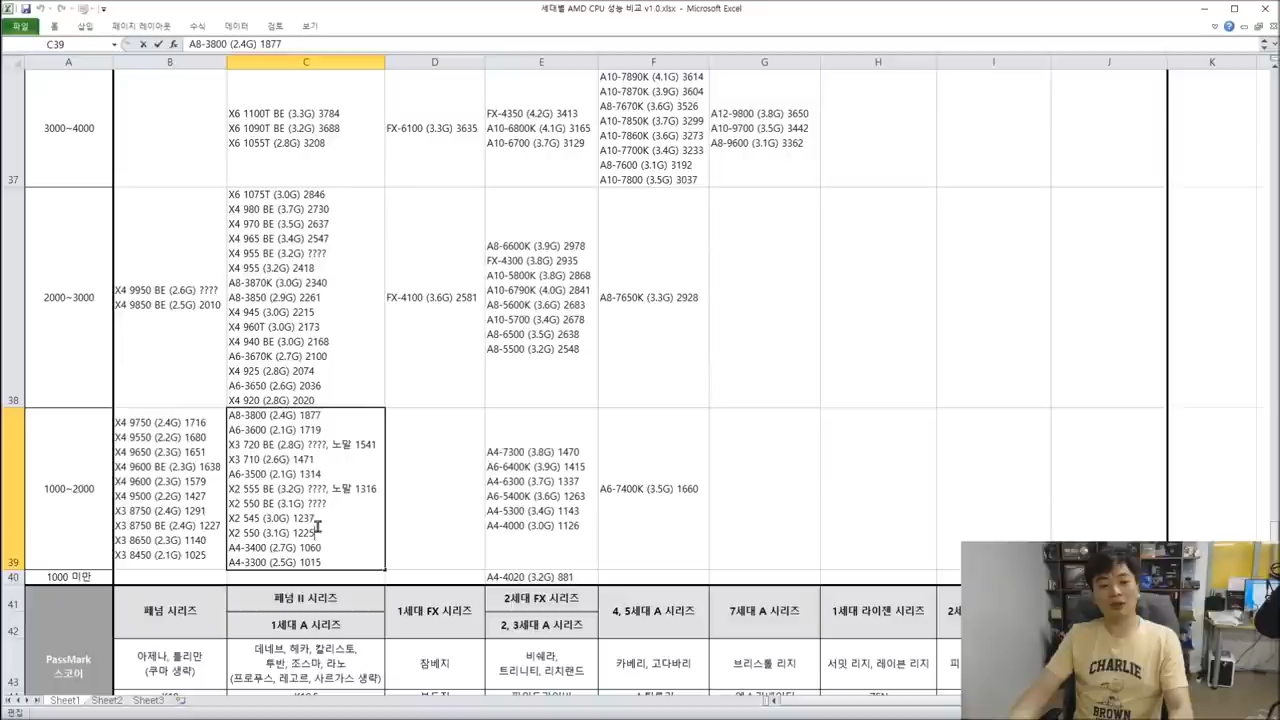 세대별 AMD CPU 성능 비교 v1.0.xlsx - Microsoft Excel
파일 홈 삽입 페이지 레이아웃 수식 데이터 검토 보기
C39 A8-3800 (2.4G) 1877
A B C D E F G H I J K
37
3000~4000
X6 1100T BE (3.3G) 3784
X6 1090T BE (3.2G) 3688
X6 1055T (2.8G) 3208
FX-6100 (3.3G) 3635
FX-4350 (4.2G) 3413
A10-6800K (4.1G) 3165
A10-6700 (3.7G) 3129
A10-7890K (4.1G) 3614
A10-7870K (3.9G) 3604
A8-7670K (3.6G) 3526
A10-7850K (3.7G) 3299
A10-7860K (3.6G) 3273
A10-7700K (3.4G) 3233
A8-7600 (3.1G) 3192
A10-7800 (3.5G) 3037
A12-9800 (3.8G) 3650
A10-9700 (3.5G) 3442
A8-9600 (3.1G) 3362
38
2000~3000
X4 9950 BE (2.6G) ????
X4 9850 BE (2.5G) 2010
X6 1075T (3.0G) 2846
X4 980 BE (3.7G) 2730
X4 970 BE (3.5G) 2637
X4 965 BE (3.4G) 2547
X4 955 BE (3.2G) ????
X4 955 (3.2G) 2418
A8-3870K (3.0G) 2340
A8-3850 (2.9G) 2261
X4 945 (3.0G) 2215
X4 960T (3.0G) 2173
X4 940 BE (3.0G) 2168
A6-3670K (2.7G) 2100
X4 925 (2.8G) 2074
A6-3650 (2.6G) 2036
X4 920 (2.8G) 2020
FX-4100 (3.6G) 2581
A8-6600K (3.9G) 2978
FX-4300 (3.8G) 2935
A10-5800K (3.8G) 2868
A10-6790K (4.0G) 2841
A8-5600K (3.6G) 2683
A10-5700 (3.4G) 2678
A8-6500 (3.5G) 2638
A8-5500 (3.2G) 2548
A8-7650K (3.3G) 2928
39
1000~2000
X4 9750 (2.4G) 1716
X4 9550 (2.2G) 1680
X4 9650 (2.3G) 1651
X4 9600 BE (2.3G) 1638
X4 9600 (2.3G) 1579
X4 9500 (2.2G) 1427
X3 8750 (2.4G) 1291
X3 8750 BE (2.4G) 1227
X3 8650 (2.3G) 1140
X3 8450 (2.1G) 1025
A8-3800 (2.4G) 1877
A6-3600 (2.1G) 1719
X3 720 BE (2.8G) ????, 노말 1541
X3 710 (2.6G) 1471
A6-3500 (2.1G) 1314
X2 555 BE (3.2G) ????, 노말 1316
X2 550 BE (3.1G) ????
X2 545 (3.0G) 1237
X2 550 (3.1G) 1225
A4-3400 (2.7G) 1060
A4-3300 (2.5G) 1015
A4-7300 (3.8G) 1470
A6-6400K (3.9G) 1415
A4-6300 (3.7G) 1337
A6-5400K (3.6G) 1263
A4-5300 (3.4G) 1143
A4-4000 (3.0G) 1126
A6-7400K (3.5G) 1660
40
1000 미만
A4-4020 (3.2G) 881
41
42
43
PassMark
스코어
페넘 시리즈
페넘 II 시리즈
1세대 A 시리즈
1세대 FX 시리즈
2세대 FX 시리즈
2, 3세대 A 시리즈
4, 5세대 A 시리즈
7세대 A 시리즈
1세대 라이젠 시리즈
아제나, 톨리만
(쿠마 생략)
데네브, 헤카, 칼리스토,
투반, 조스마, 라노
(프로푸스, 레고르, 사르가스 생략)
잠베지
비쉐라,
트리니티, 리치랜드
카베리, 고다바리
브리스톨 리지
서밋 리지, 레이븐 리지
Sheet1 Sheet2 Sheet3
편집
CHARLIE
BROWN